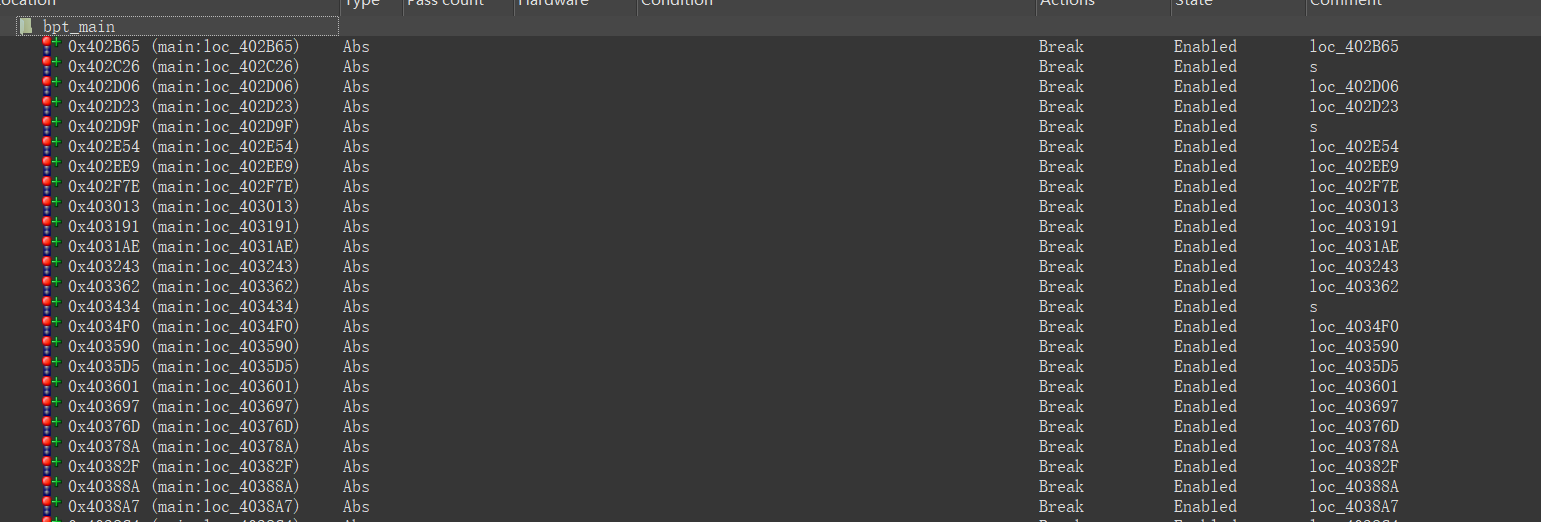 ocation Type Pass count Hardware Condition Actions State Comment
bpt_main
0x402B65 (main:loc_402B65) Abs Break Enabled loc_402B65
0x402C26 (main:loc_402C26) Abs Break Enabled s
0x402D06 (main:loc_402D06) Abs Break Enabled loc_402D06
0x402D23 (main:loc_402D23) Abs Break Enabled loc_402D23
0x402D9F (main:loc_402D9F) Abs Break Enabled s
0x402E54 (main:loc_402E54) Abs Break Enabled loc_402E54
0x402EE9 (main:loc_402EE9) Abs Break Enabled loc_402EE9
0x402F7E (main:loc_402F7E) Abs Break Enabled loc_402F7E
0x403013 (main:loc_403013) Abs Break Enabled loc_403013
0x403191 (main:loc_403191) Abs Break Enabled loc_403191
0x4031AE (main:loc_4031AE) Abs Break Enabled loc_4031AE
0x403243 (main:loc_403243) Abs Break Enabled loc_403243
0x403362 (main:loc_403362) Abs Break Enabled loc_403362
0x403434 (main:loc_403434) Abs Break Enabled s
0x4034F0 (main:loc_4034F0) Abs Break Enabled loc_4034F0
0x403590 (main:loc_403590) Abs Break Enabled loc_403590
0x4035D5 (main:loc_4035D5) Abs Break Enabled loc_4035D5
0x403601 (main:loc_403601) Abs Break Enabled loc_403601
0x403697 (main:loc_403697) Abs Break Enabled loc_403697
0x40376D (main:loc_40376D) Abs Break Enabled loc_40376D
0x40378A (main:loc_40378A) Abs Break Enabled loc_40378A
0x40382F (main:loc_40382F) Abs Break Enabled loc_40382F
0x40388A (main:loc_40388A) Abs Break Enabled loc_40388A
0x4038A7 (main:loc_4038A7) Abs Break Enabled loc_4038A7